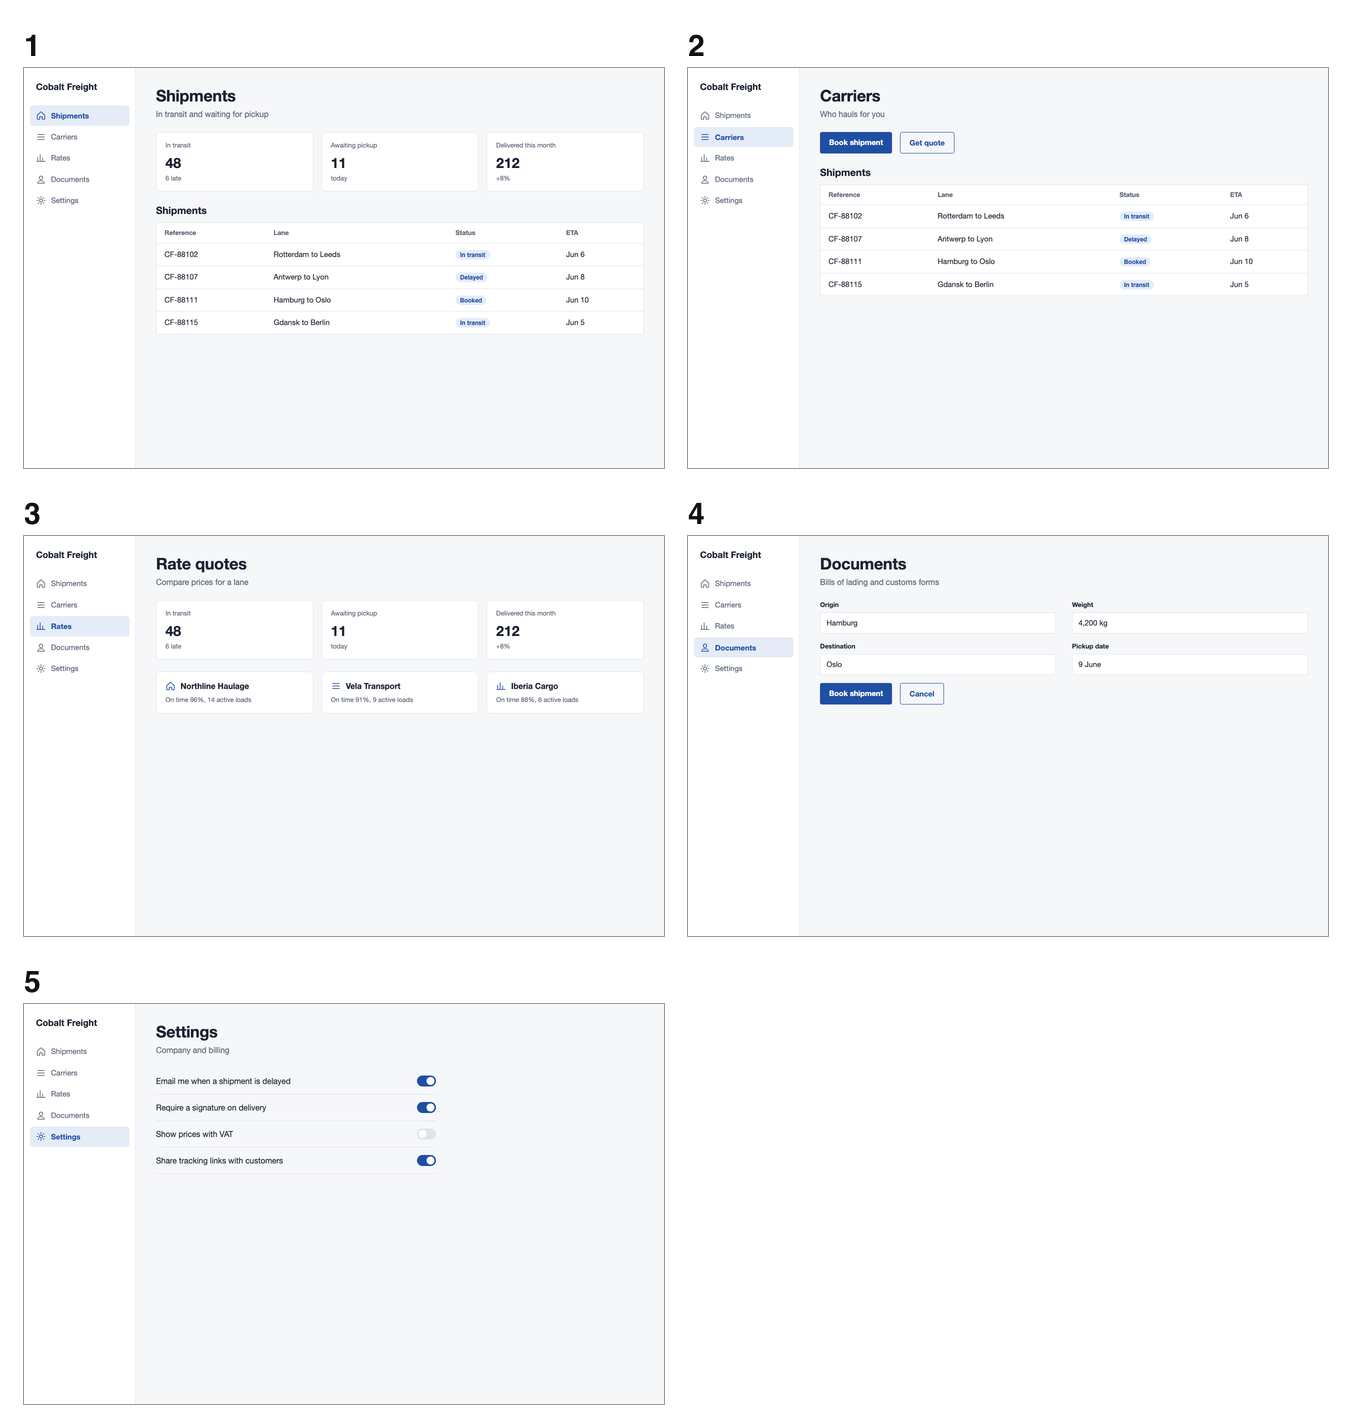 1
Cobalt Freight
Shipments
Carriers
Rates
Documents
Settings
Shipments
In transit and waiting for pickup
In transit
48
6 late
Awaiting pickup
11
today
Delivered this month
212
+8%
Shipments
Reference Lane Status ETA
CF-88102 Rotterdam to Leeds In transit Jun 6
CF-88107 Antwerp to Lyon Delayed Jun 8
CF-88111 Hamburg to Oslo Booked Jun 10
CF-88115 Gdansk to Berlin In transit Jun 5
2
Cobalt Freight
Shipments
Carriers
Rates
Documents
Settings
Carriers
Who hauls for you
Book shipment Get quote
Shipments
Reference Lane Status ETA
CF-88102 Rotterdam to Leeds In transit Jun 6
CF-88107 Antwerp to Lyon Delayed Jun 8
CF-88111 Hamburg to Oslo Booked Jun 10
CF-88115 Gdansk to Berlin In transit Jun 5
3
Cobalt Freight
Shipments
Carriers
Rates
Documents
Settings
Rate quotes
Compare prices for a lane
In transit
48
6 late
Awaiting pickup
11
today
Delivered this month
212
+8%
Northline Haulage
On time 96%, 14 active loads
Vela Transport
On time 91%, 9 active loads
Iberia Cargo
On time 88%, 6 active loads
4
Cobalt Freight
Shipments
Carriers
Rates
Documents
Settings
Documents
Bills of lading and customs forms
Origin
Hamburg
Weight
4,200 kg
Destination
Oslo
Pickup date
9 June
Book shipment Cancel
5
Cobalt Freight
Shipments
Carriers
Rates
Documents
Settings
Settings
Company and billing
Email me when a shipment is delayed
Require a signature on delivery
Show prices with VAT
Share tracking links with customers